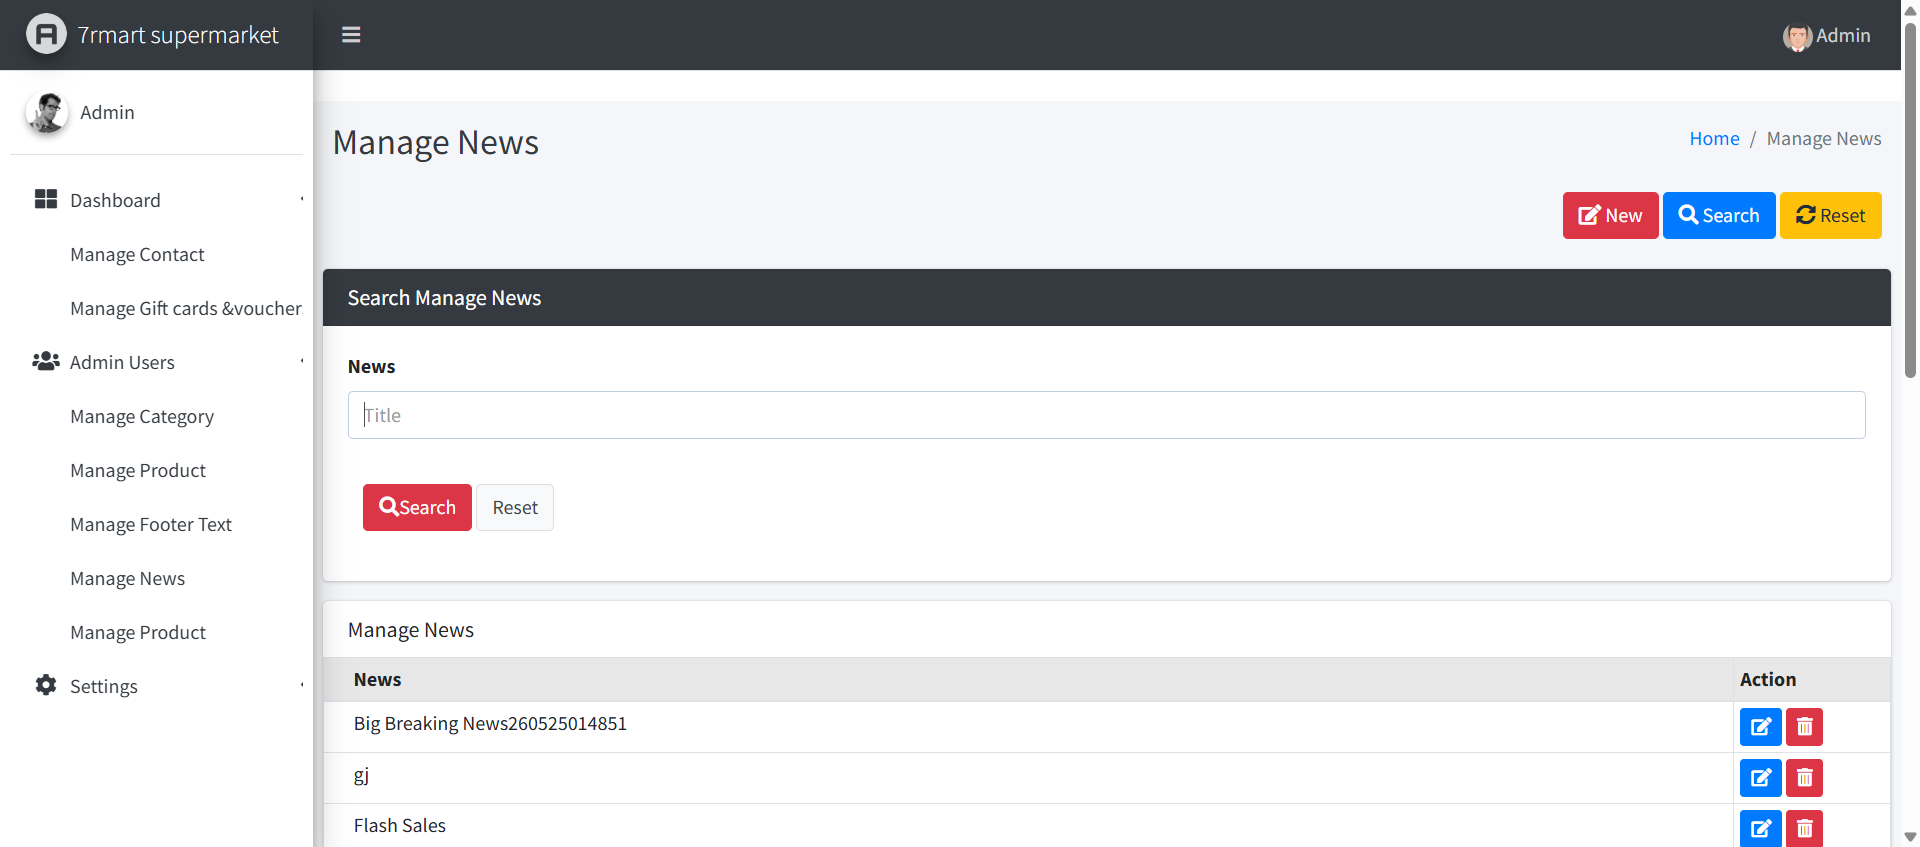 7rmart supermarket
Admin
Admin
Dashboard
Manage Contact
Manage Gift cards &voucher
Admin Users
Manage Category
Manage Product
Manage Footer Text
Manage News
Manage Product
Settings
Manage News
Home / Manage News
New Search Reset
Search Manage News
News
Title
Search Reset
Manage News
News Action
Big Breaking News260525014851
gj
Flash Sales